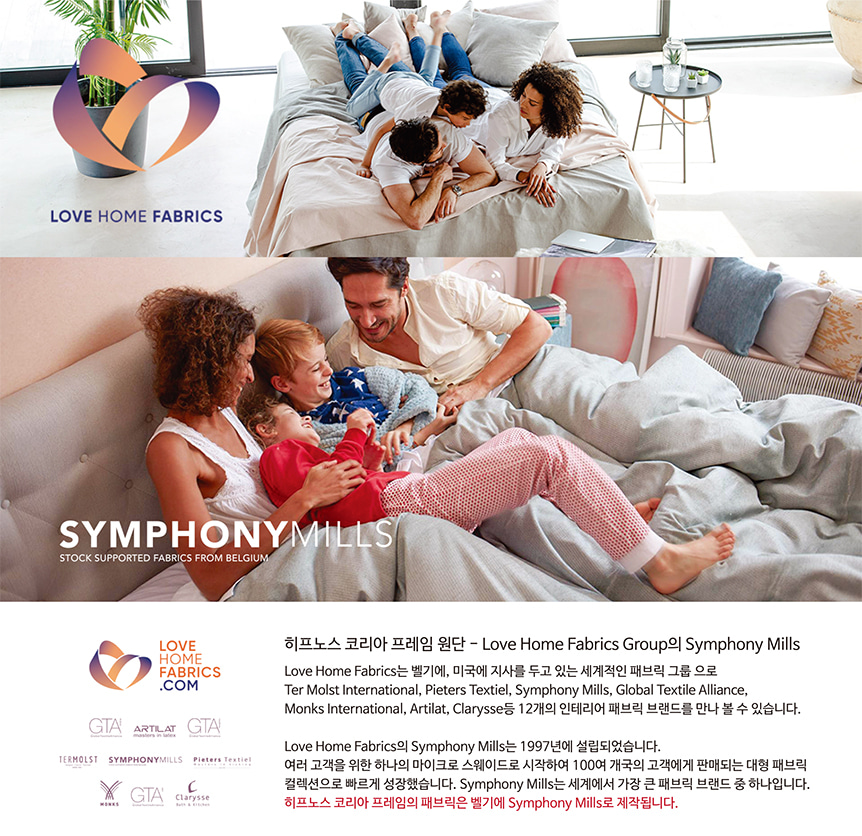 LOVE HOME FABRICS
SYMPHONYMILLS
STOCK SUPPORTED FABRICS FROM BELGIUM
LOVE
HOME
FABRICS
.COM
GTA
ARTILAT
masters in latex
GTA
TERMOLST
SYMPHONYMILLS
Pieters Textiel
MONKS
GTA
Clarysse
Bath & Kitchen
히프노스 코리아 프레임 원단 - Love Home Fabrics Group의 Symphony Mills
Love Home Fabrics는 벨기에, 미국에 지사를 두고 있는 세계적인 패브릭 그룹 으로
Ter Molst International, Pieters Textiel, Symphony Mills, Global Textile Alliance,
Monks International, Artilat, Clarysse등 12개의 인테리어 패브릭 브랜드를 만나 볼 수 있습니다.
Love Home Fabrics의 Symphony Mills는 1997년에 설립되었습니다.
여러 고객을 위한 하나의 마이크로 스웨이드로 시작하여 100여 개국의 고객에게 판매되는 대형 패브릭
컬렉션으로 빠르게 성장했습니다. Symphony Mills는 세계에서 가장 큰 패브릭 브랜드 중 하나입니다.
히프노스 코리아 프레임의 패브릭은 벨기에 Symphony Mills로 제작됩니다.